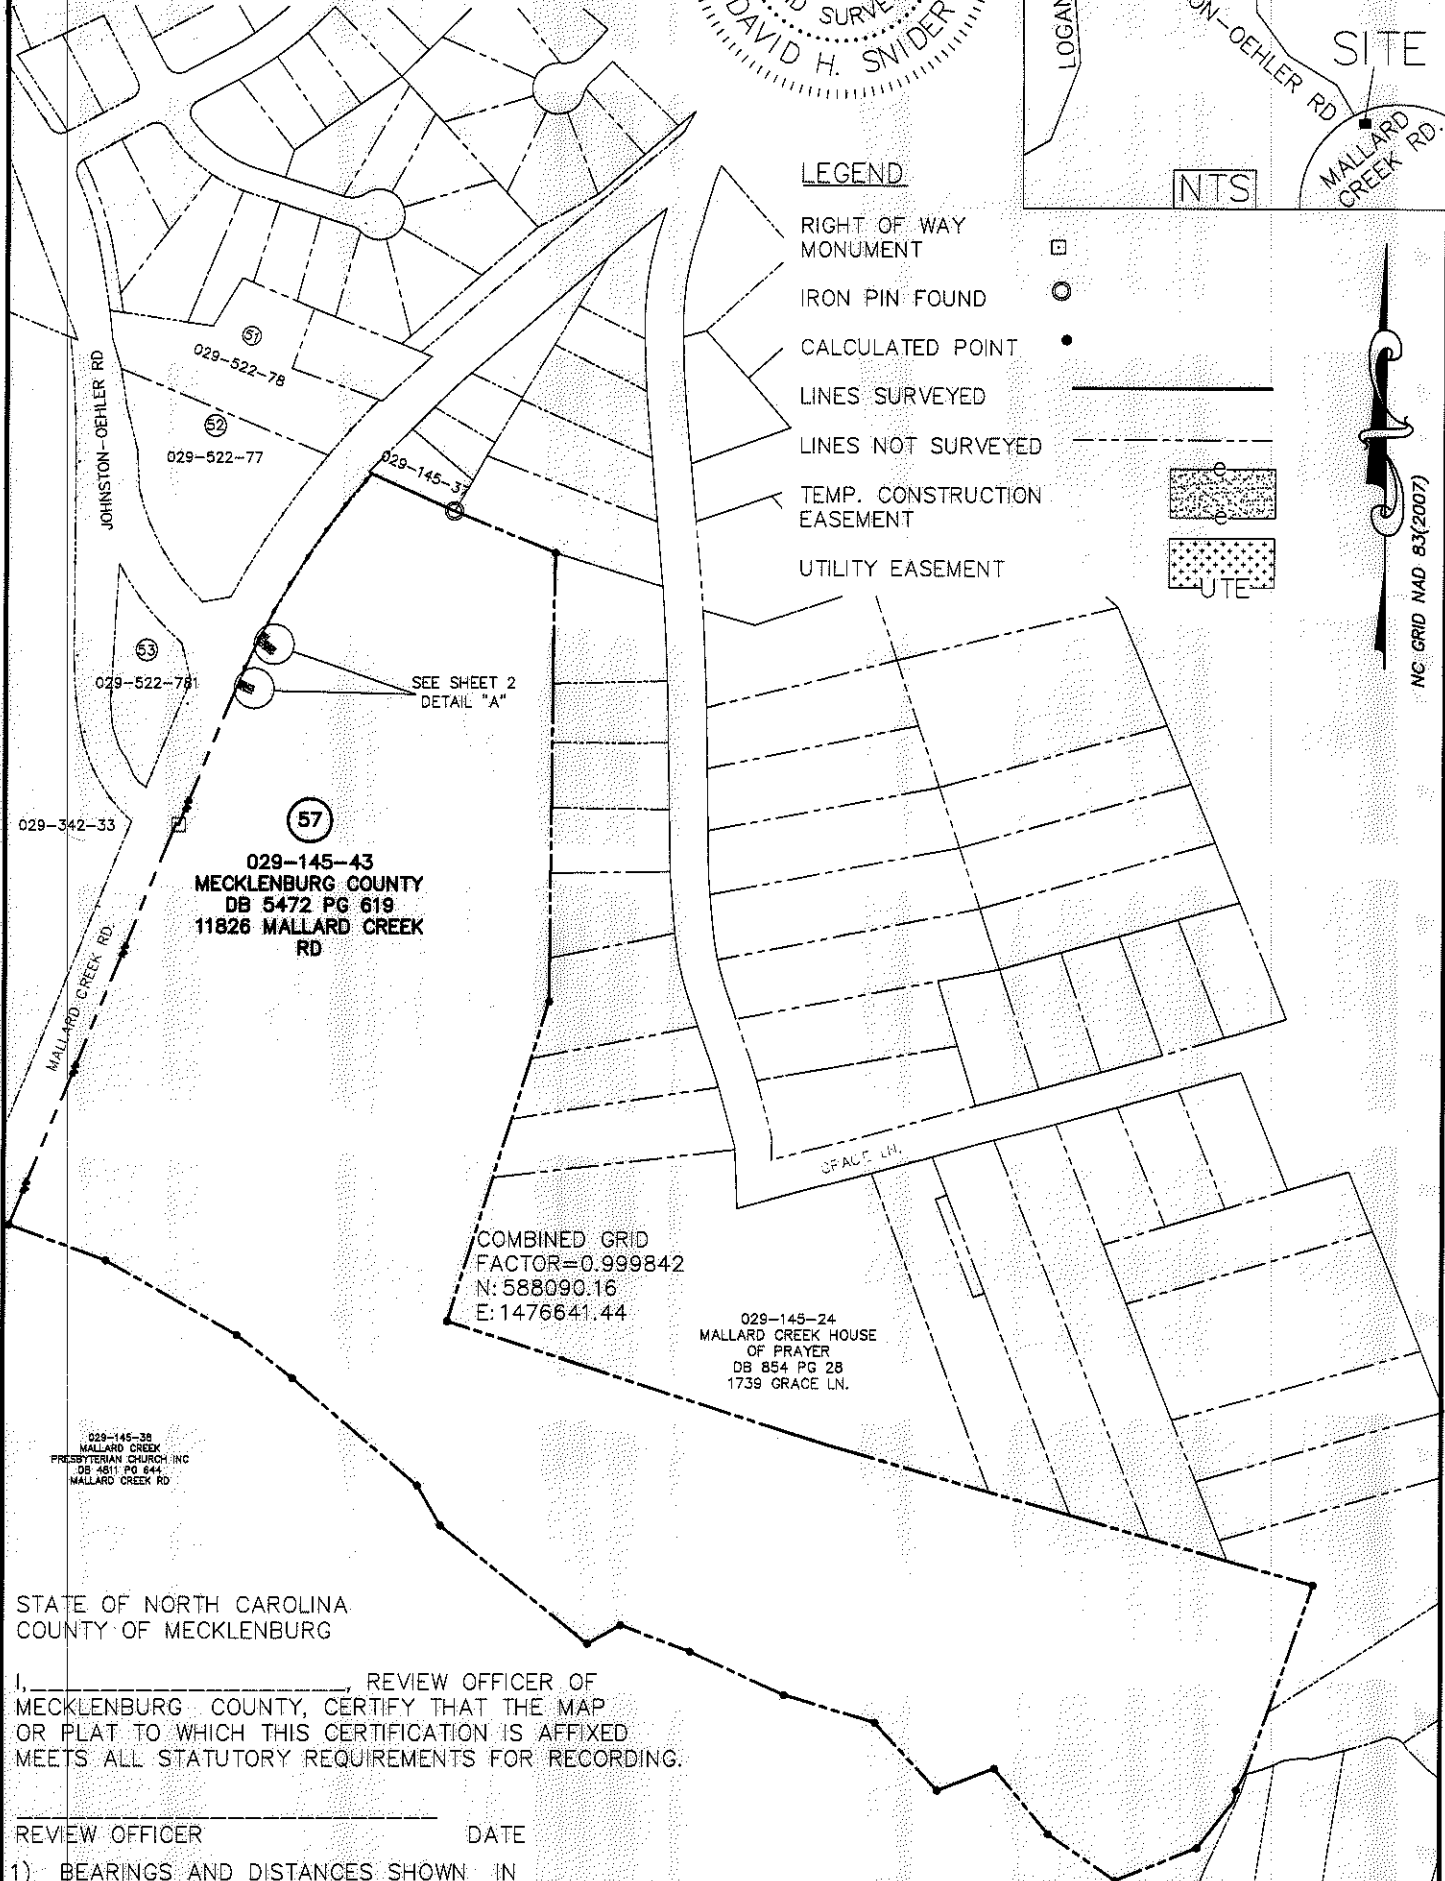 D SURVE
DAVID H. SNIDER
LOGAN
ON-OEHLER RD
SITE
MALLARD
CREEK RD.
NTS
LEGEND
RIGHT OF WAY
MONUMENT
IRON PIN FOUND
CALCULATED POINT
LINES SURVEYED
LINES NOT SURVEYED
TEMP. CONSTRUCTION
EASEMENT
e
e
UTILITY EASEMENT
UTE
NC GRID NAD 83(2007)
JOHNSTON-OEHLER RD
51
029-522-78
52
029-522-77
029-145-37
53
029-522-781
SEE SHEET 2
DETAIL "A"
029-342-33
57
029-145-43
MECKLENBURG COUNTY
DB 5472 PG 619
11826 MALLARD CREEK
RD
MALLARD CREEK RD.
GRACE LN.
COMBINED GRID
FACTOR=0.999842
N: 588090.16
E: 1476641.44
029-145-24
MALLARD CREEK HOUSE
OF PRAYER
DB 854 PG 28
1739 GRACE LN.
029-145-38
MALLARD CREEK
PRESBYTERIAN CHURCH INC
DB 4811 PG 644
MALLARD CREEK RD
STATE OF NORTH CAROLINA
COUNTY OF MECKLENBURG
I,______________________, REVIEW OFFICER OF
MECKLENBURG COUNTY, CERTIFY THAT THE MAP
OR PLAT TO WHICH THIS CERTIFICATION IS AFFIXED
MEETS ALL STATUTORY REQUIREMENTS FOR RECORDING.
REVIEW OFFICER DATE
1) BEARINGS AND DISTANCES SHOWN IN